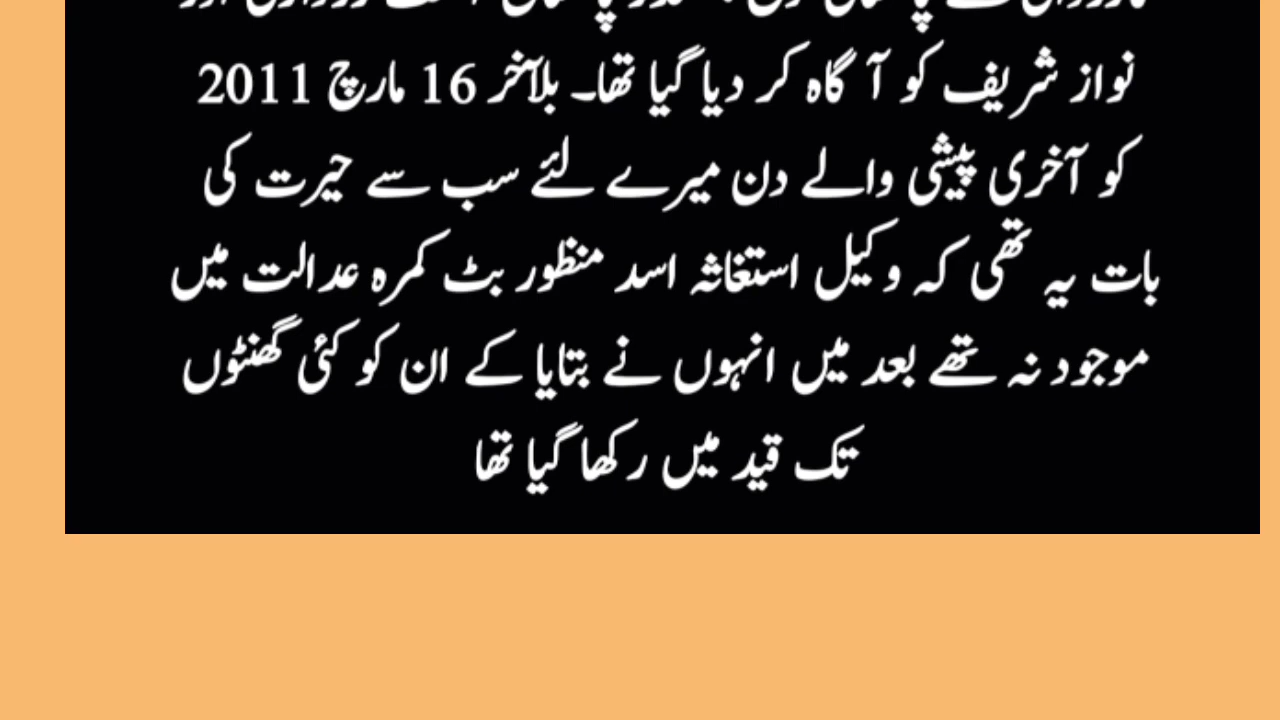 نواز شریف کو آ گاہ کر دیا گیا تھا۔ بلآخر 16 مارچ 2011
کو آخری پیشی والے دن میرے لئے سب سے حیرت کی
بات یہ تھی کہ وکیل استغاثہ اسد منظور بٹ کمرہ عدالت میں
موجود نہ تھے بعد میں انہوں نے بتایا کے ان کو کئی گھنٹوں
تک قید میں رکھا گیا تھا